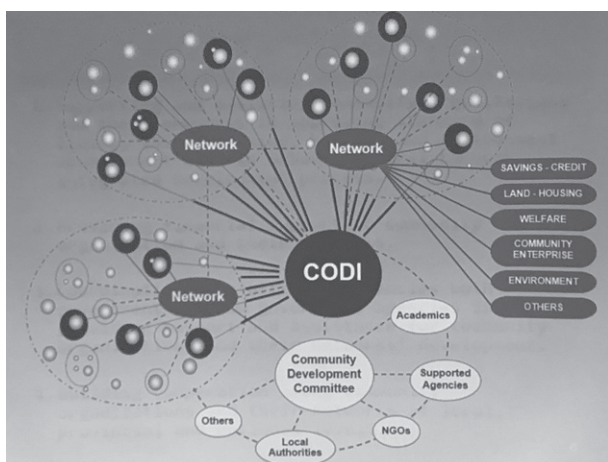 Network
Network
SAVINGS - CREDIT
LAND - HOUSING
WELFARE
COMMUNITY
ENTERPRISE
ENVIRONMENT
OTHERS
CODI
Network
Academics
Community
Development
Committee
Supported
Agencies
Others
NGOs
Local
Authorities